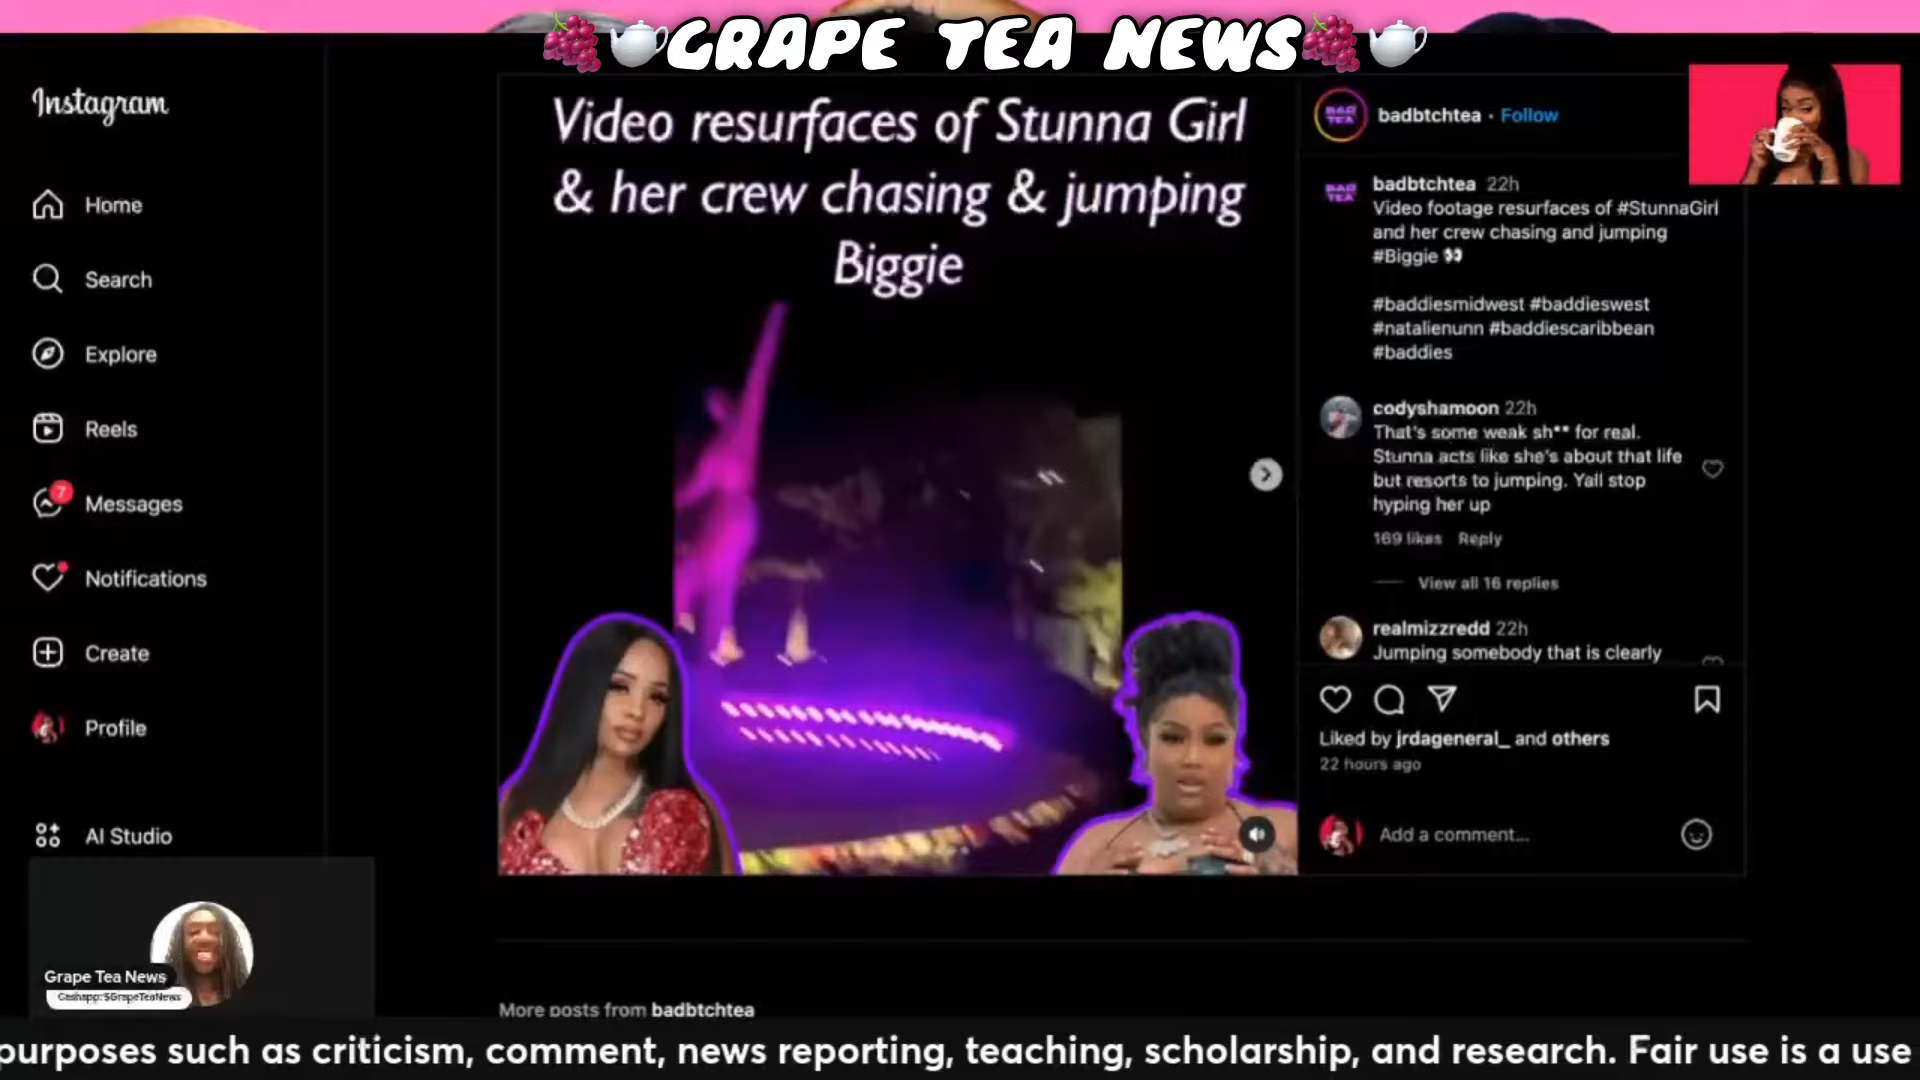 GRAPE TEA NEWS
Instagram
Home
Search
Explore
Reels
7
Messages
Notifications
Create
Profile
AI Studio
Grape Tea News
Cashapp: $GrapeTeaNews
Video resurfaces of Stunna Girl
& her crew chasing & jumping
Biggie
BAD
TEA
badbtchtea • Follow
BAD
TEA
badbtchtea 22h
Video footage resurfaces of #StunnaGirl
and her crew chasing and jumping
#Biggie 👀
#baddiesmidwest #baddieswest
#natalienunn #baddiescaribbean
#baddies
codyshamoon 22h
That's some weak sh** for real.
Stunna acts like she's about that life
but resorts to jumping. Yall stop
hyping her up
169 likes Reply
View all 16 replies
realmizzredd 22h
Jumping somebody that is clearly
Liked by jrdageneral_ and others
22 hours ago
Add a comment...
More posts from badbtchtea
purposes such as criticism, comment, news reporting, teaching, scholarship, and research. Fair use is a use